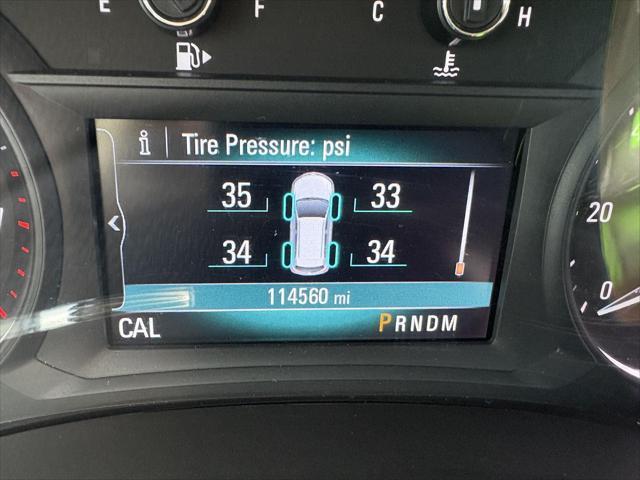 E F C H
i Tire Pressure: psi
35 33
34 34
20
114560 mi
0
CAL PRNDM